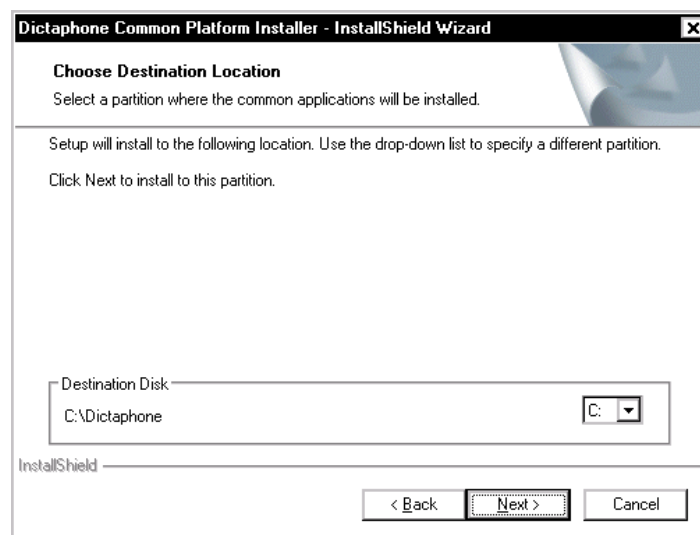 Dictaphone Common Platform Installer - InstallShield Wizard
Choose Destination Location
Select a partition where the common applications will be installed.
Setup will install to the following location. Use the drop-down list to specify a different partition.
Click Next to install to this partition.
Destination Disk
C:\Dictaphone
C:
InstallShield
< Back
Next >
Cancel